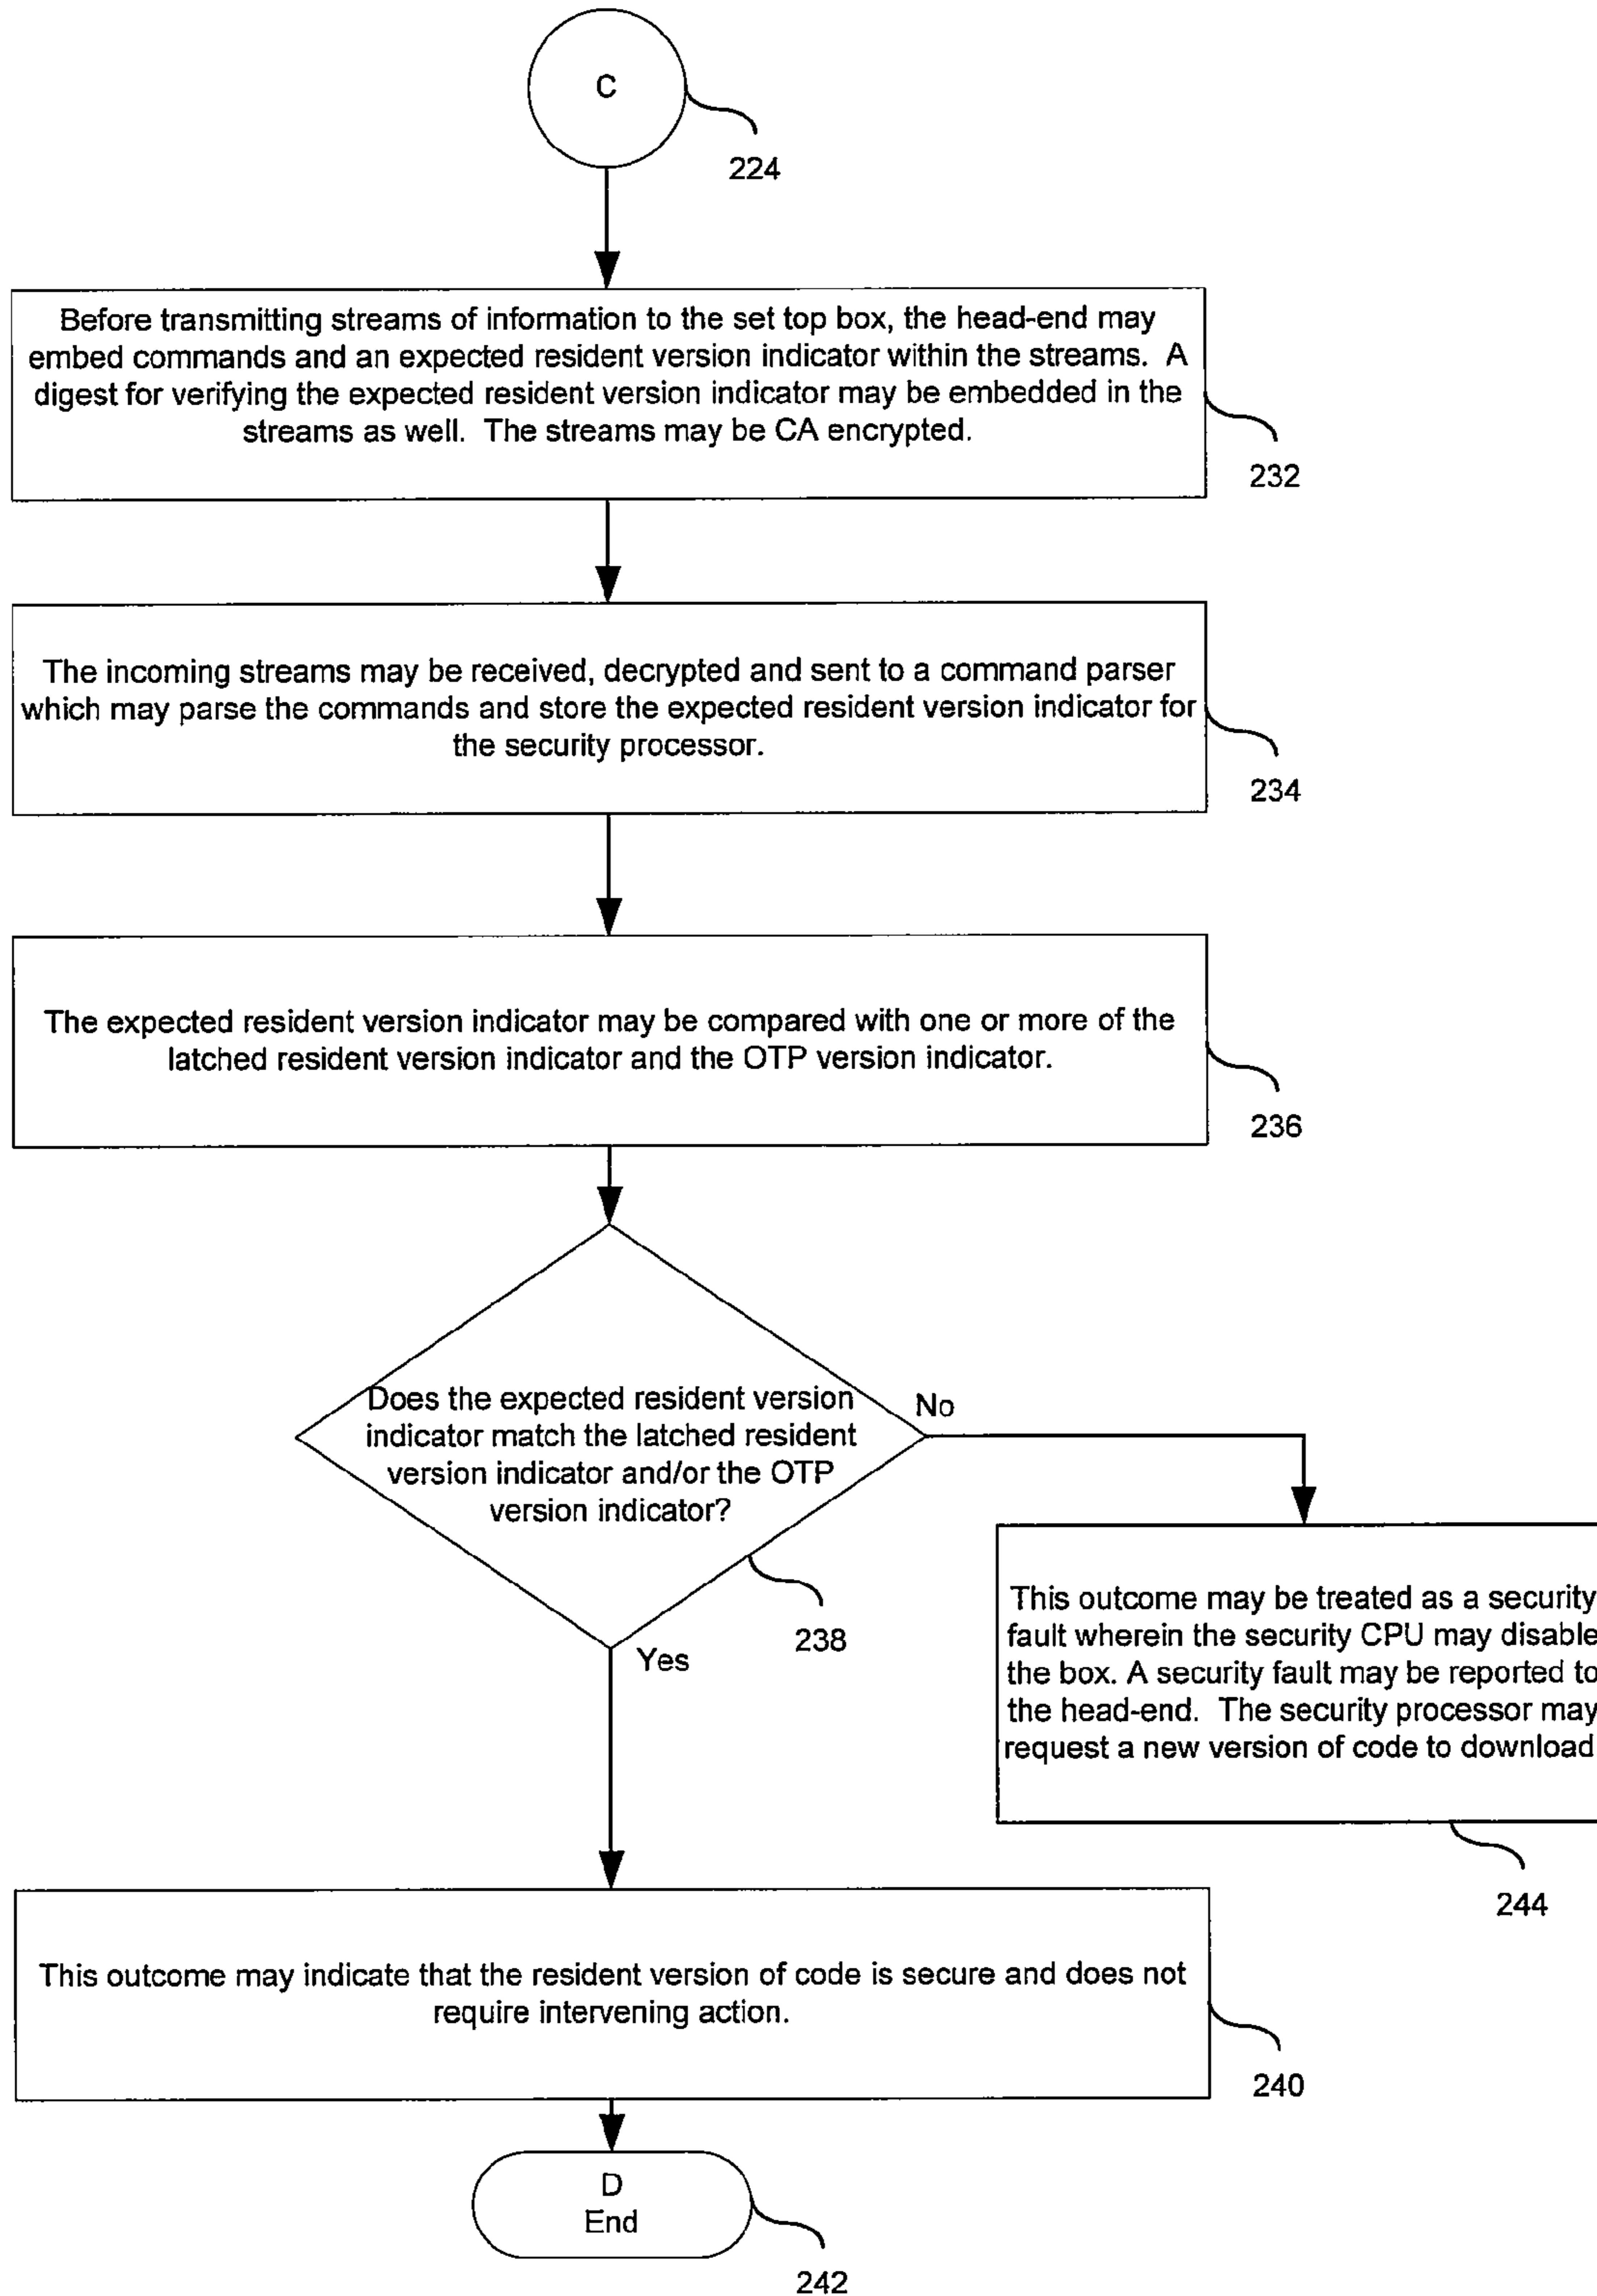 C
224
Before transmitting streams of information to the set top box, the head-end may
embed commands and an expected resident version indicator within the streams. A
digest for verifying the expected resident version indicator may be embedded in the
streams as well. The streams may be CA encrypted.
232
The incoming streams may be received, decrypted and sent to a command parser
which may parse the commands and store the expected resident version indicator for
the security processor.
234
The expected resident version indicator may be compared with one or more of the
latched resident version indicator and the OTP version indicator.
236
Does the expected resident version
indicator match the latched resident
version indicator and/or the OTP
version indicator?
No
238
Yes
This outcome may be treated as a security
fault wherein the security CPU may disable
the box. A security fault may be reported to
the head-end. The security processor may
request a new version of code to download
244
This outcome may indicate that the resident version of code is secure and does not
require intervening action.
240
D
End
242